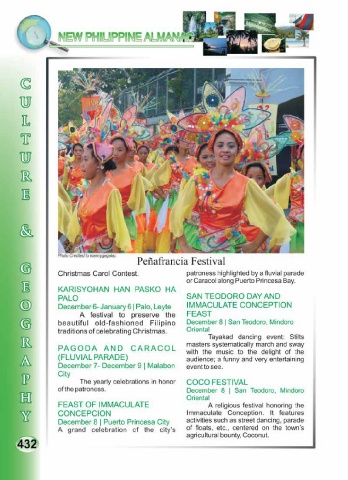 NEW PHILIPPINE ALMANAC
CULTURE & GEOGRAPHY
Peñafrancia Festival
Christmas Carol Contest.
KARISYOHAN HAN PASKO HA
PALO
December 6- January 6 | Palo, Leyte
A festival to preserve the
beautiful old-fashioned Filipino
traditions of celebrating Christmas.
PAGODA AND CARACOL
(FLUVIAL PARADE)
December 7- December 9 | Malabon
City
The yearly celebrations in honor
of the patroness.
FEAST OF IMMACULATE
CONCEPCION
December 8 | Puerto Princesa City
A grand celebration of the city's
patroness highlighted by a fluvial parade
or Caracol along Puerto Princesa Bay.
SAN TEODORO DAY AND
IMMACULATE CONCEPTION
FEAST
December 8 | San Teodoro, Mindoro
Oriental
Tayakad dancing event: Stilts
masters systematically march and sway
with the music to the delight of the
audience; a funny and very entertaining
event to see.
COCO FESTIVAL
December 8 | San Teodoro, Mindoro
Oriental
A religious festival honoring the
Immaculate Conception. It features
activities such as street dancing, parade
of floats, etc., centered on the town's
agricultural bounty, Coconut.
432